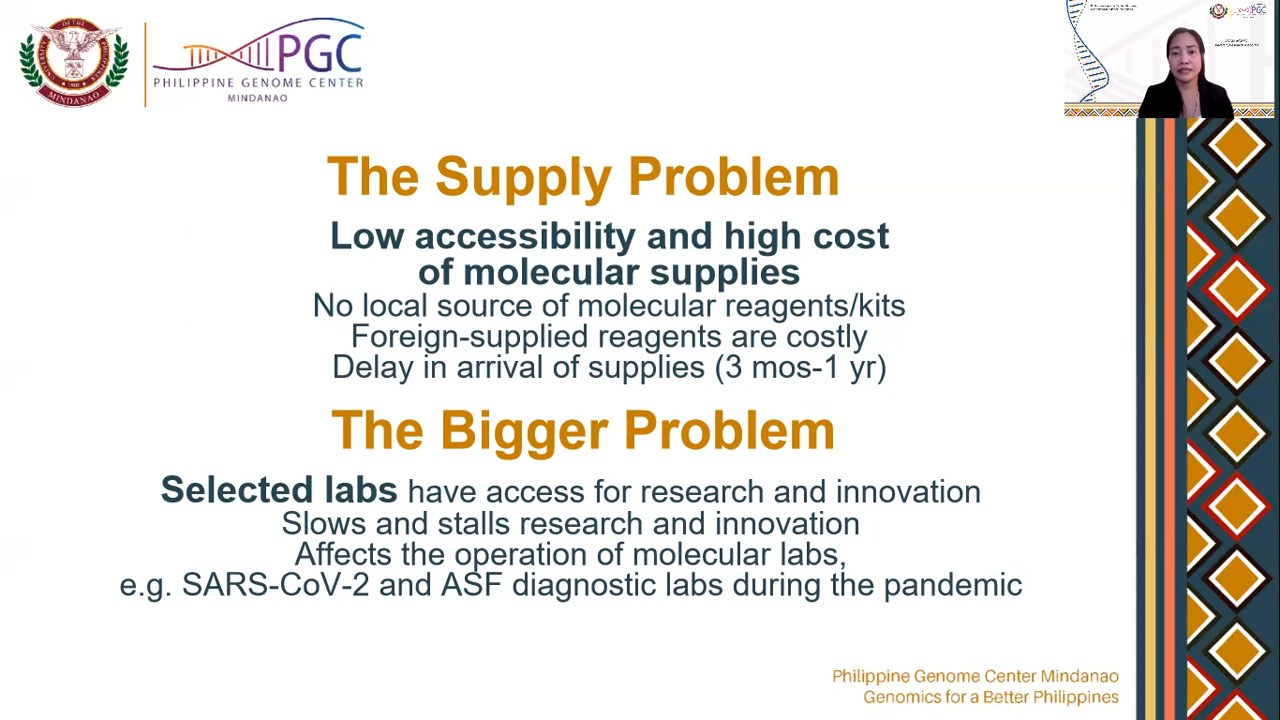 PGC
PHILIPPINE GENOME CENTER
MINDANAO
MINDANAO
The Supply Problem
Low accessibility and high cost
of molecular supplies
No local source of molecular reagents/kits
Foreign-supplied reagents are costly
Delay in arrival of supplies (3 mos-1 yr)
The Bigger Problem
Selected labs have access for research and innovation
Slows and stalls research and innovation
Affects the operation of molecular labs,
e.g. SARS-CoV-2 and ASF diagnostic labs during the pandemic
Philippine Genome Center Mindanao
Genomics for a Better Philippines
PGC